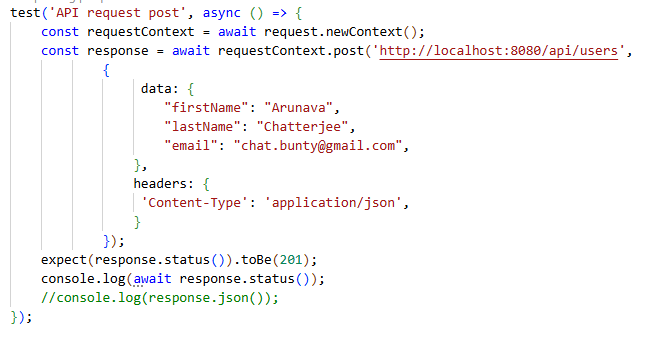 test('API request post', async () => {
    const requestContext = await request.newContext();
    const response = await requestContext.post('http://localhost:8080/api/users',
            {
                 data: {
                    "firstName": "Arunava",
                    "lastName": "Chatterjee",
                    "email": "chat.bunty@gmail.com",
                },
                headers: {
                 'Content-Type': 'application/json',
                }
            });
    expect(response.status()).toBe(201);
    console.log(await response.status());
    //console.log(response.json());
});